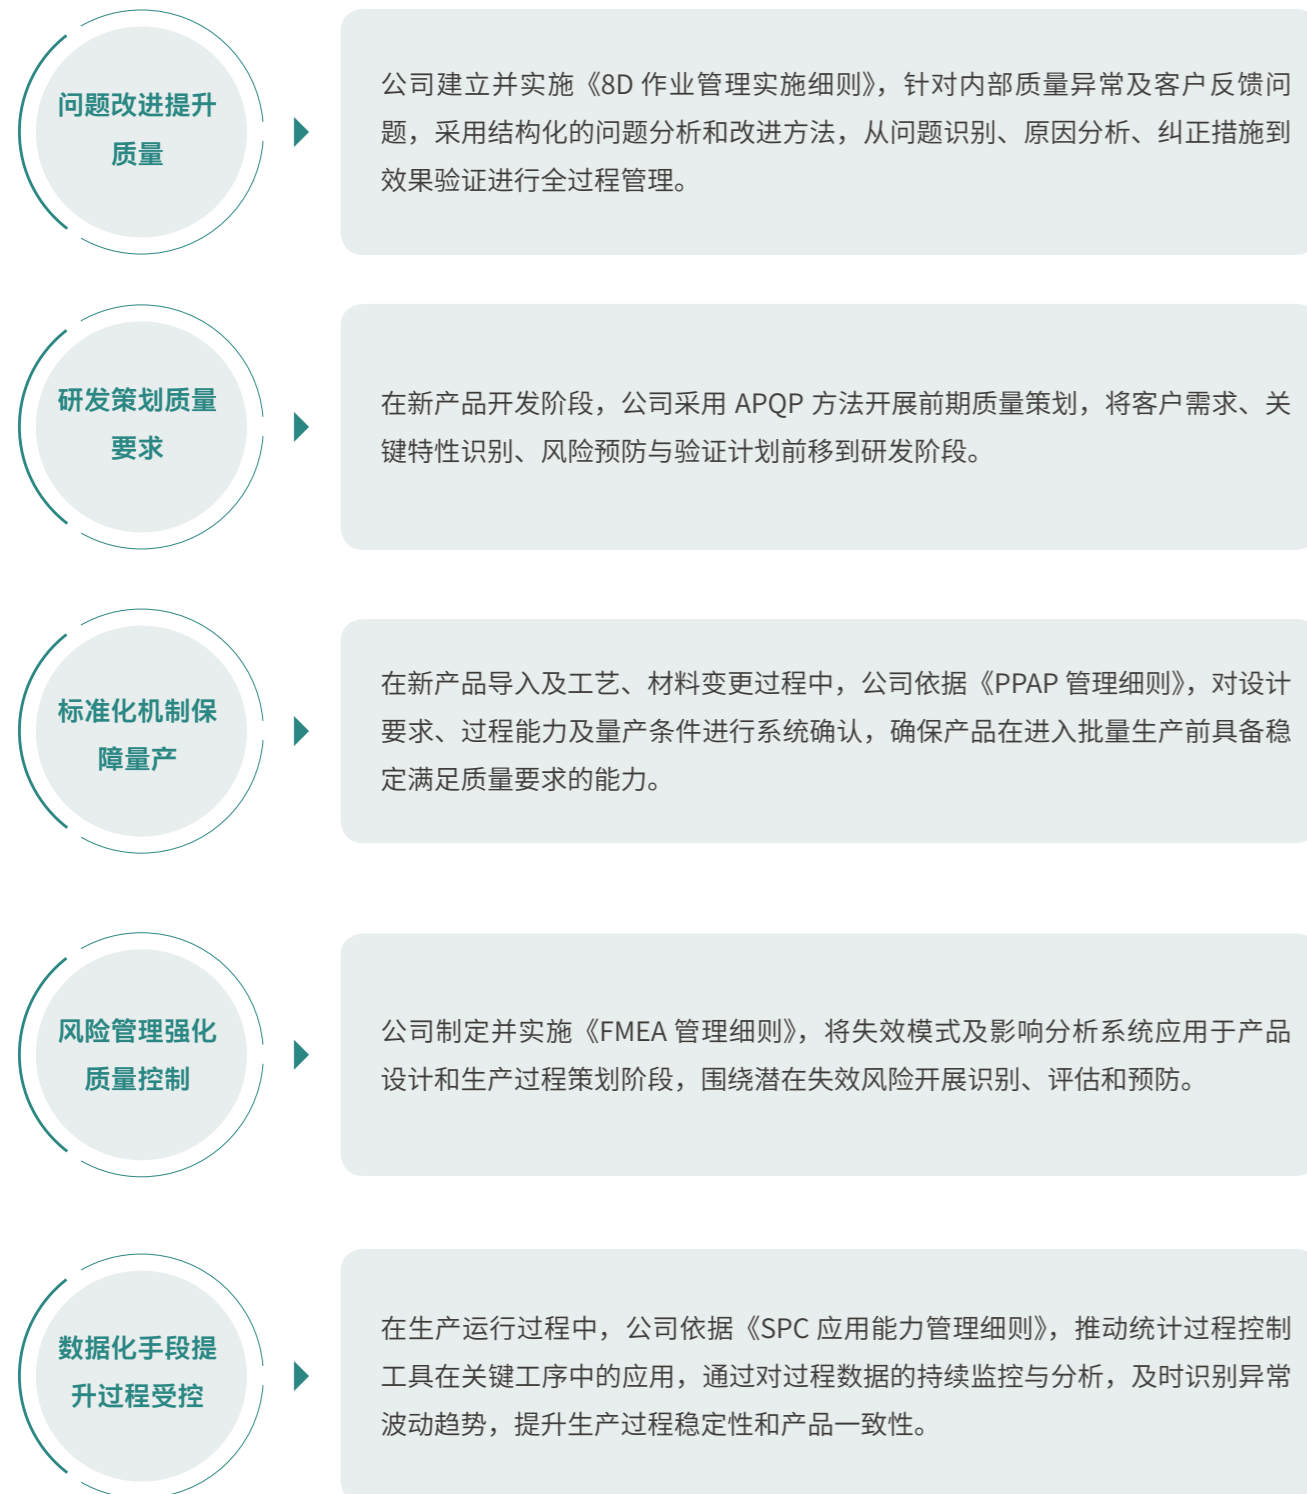 问题改进提升
质量
公司建立并实施《8D 作业管理实施细则》，针对内部质量异常及客户反馈问
题，采用结构化的问题分析和改进方法，从问题识别、原因分析、纠正措施到
效果验证进行全过程管理。
研发策划质量
要求
在新产品开发阶段，公司采用 APQP 方法开展前期质量策划，将客户需求、关
键特性识别、风险预防与验证计划前移到研发阶段。
标准化机制保
障量产
在新产品导入及工艺、材料变更过程中，公司依据《PPAP 管理细则》，对设计
要求、过程能力及量产条件进行系统确认，确保产品在进入批量生产前具备稳
定满足质量要求的能力。
风险管理强化
质量控制
公司制定并实施《FMEA 管理细则》，将失效模式及影响分析系统应用于产品
设计和生产过程策划阶段，围绕潜在失效风险开展识别、评估和预防。
数据化手段提
升过程受控
在生产运行过程中，公司依据《SPC 应用能力管理细则》，推动统计过程控制
工具在关键工序中的应用，通过对过程数据的持续监控与分析，及时识别异常
波动趋势，提升生产过程稳定性和产品一致性。